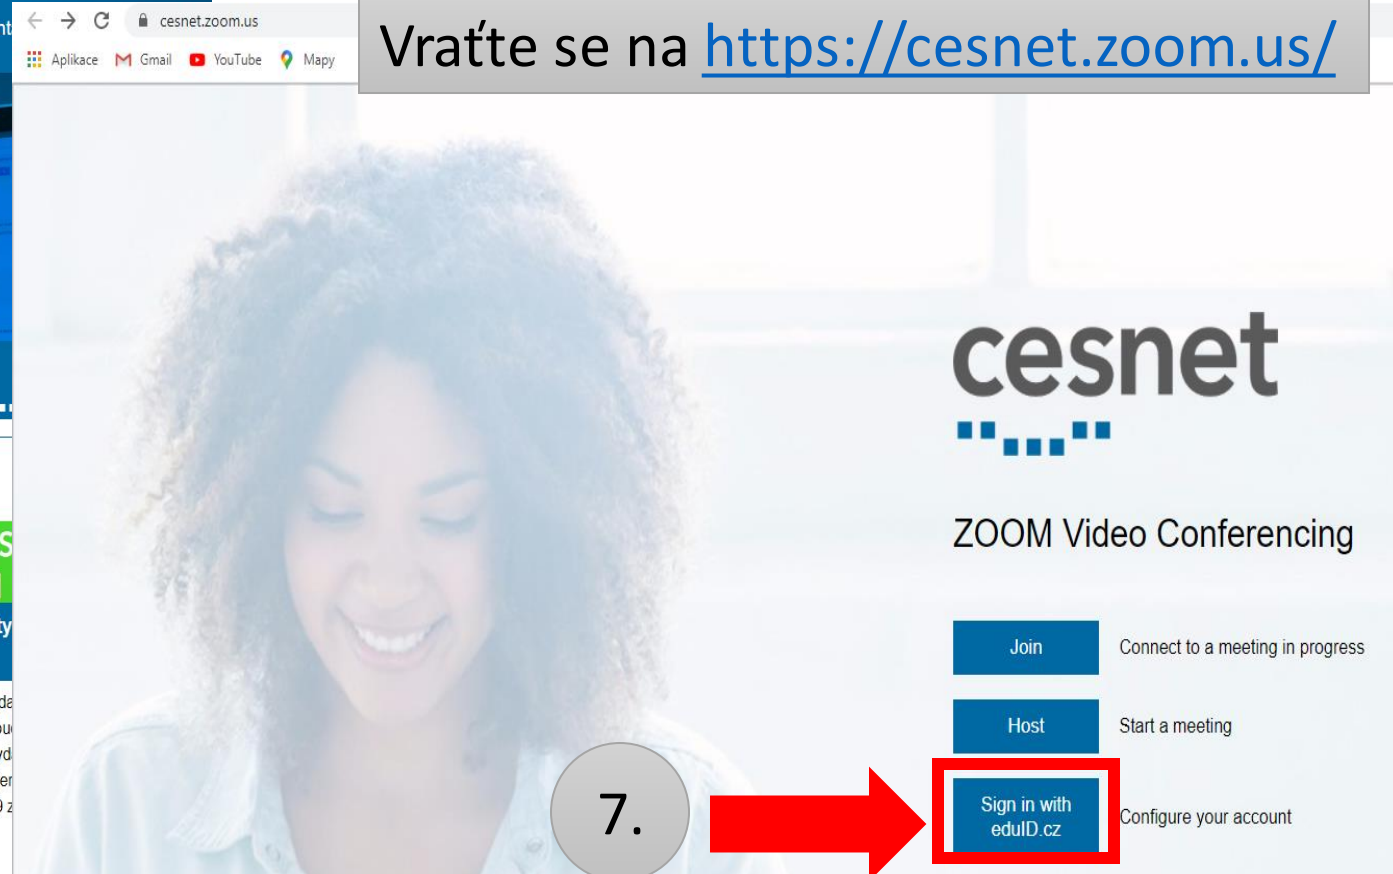 cesnet.zoom.us
Aplikace Gmail YouTube Mapy
Vraťte se na https://cesnet.zoom.us/
cesnet
ZOOM Video Conferencing
Join Connect to a meeting in progress
Host Start a meeting
7.
Sign in with
eduID.cz
Configure your account